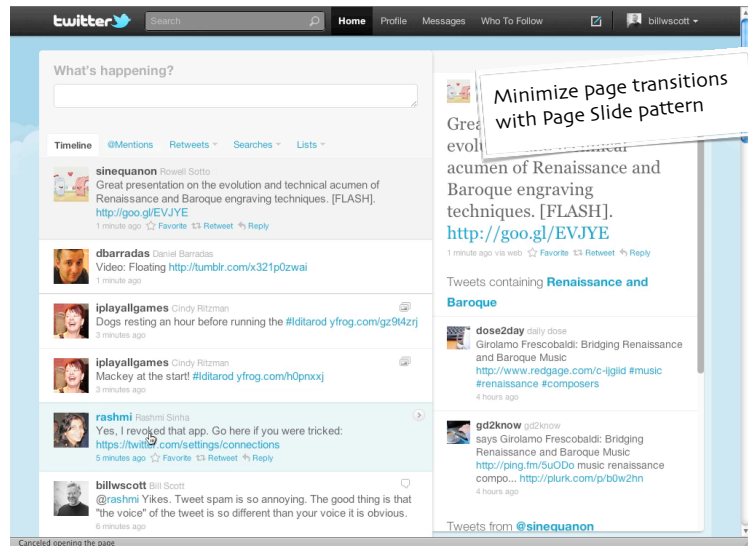 twitter
Search
Home Profile Messages Who To Follow billwscott
What's happening?
Timeline @Mentions Retweets Searches Lists
sinequanon Rowell Sotto
Great presentation on the evolution and technical acumen of
Renaissance and Baroque engraving techniques. [FLASH].
http://goo.gl/EVJYE
1 minute ago Favorite Retweet Reply
dbarradas Daniel Barradas
Video: Floating http://tumblr.com/x321p0zwai
1 minute ago
iplayallgames Cindy Ritzman
Dogs resting an hour before running the #Iditarod yfrog.com/gz9t4zrj
3 minutes ago
iplayallgames Cindy Ritzman
Mackey at the start! #Iditarod yfrog.com/h0pnxxj
3 minutes ago
rashmi Rashmi Sinha
Yes, I revoked that app. Go here if you were tricked:
https://twitter.com/settings/connections
5 minutes ago Favorite Retweet Reply
billwscott Bill Scott
@rashmi Yikes. Tweet spam is so annoying. The good thing is that
"the voice" of the tweet is so different than your voice it is obvious.
6 minutes ago
Minimize page transitions
with Page Slide pattern
acumen of Renaissance and
Baroque engraving
techniques. [FLASH].
http://goo.gl/EVJYE
1 minute ago via web Favorite Retweet Reply
Tweets containing Renaissance and
Baroque
dose2day daily dose
Girolamo Frescobaldi: Bridging Renaissance
and Baroque Music
http://www.redgage.com/c-ijgiid #music
#renaissance #composers
4 hours ago
gd2know gd2know
says Girolamo Frescobaldi: Bridging
Renaissance and Baroque Music
http://ping.fm/5uODo music renaissance
compo... http://plurk.com/p/b0w2hn
4 hours ago
Tweets from @sinequanon
Canceled opening the page